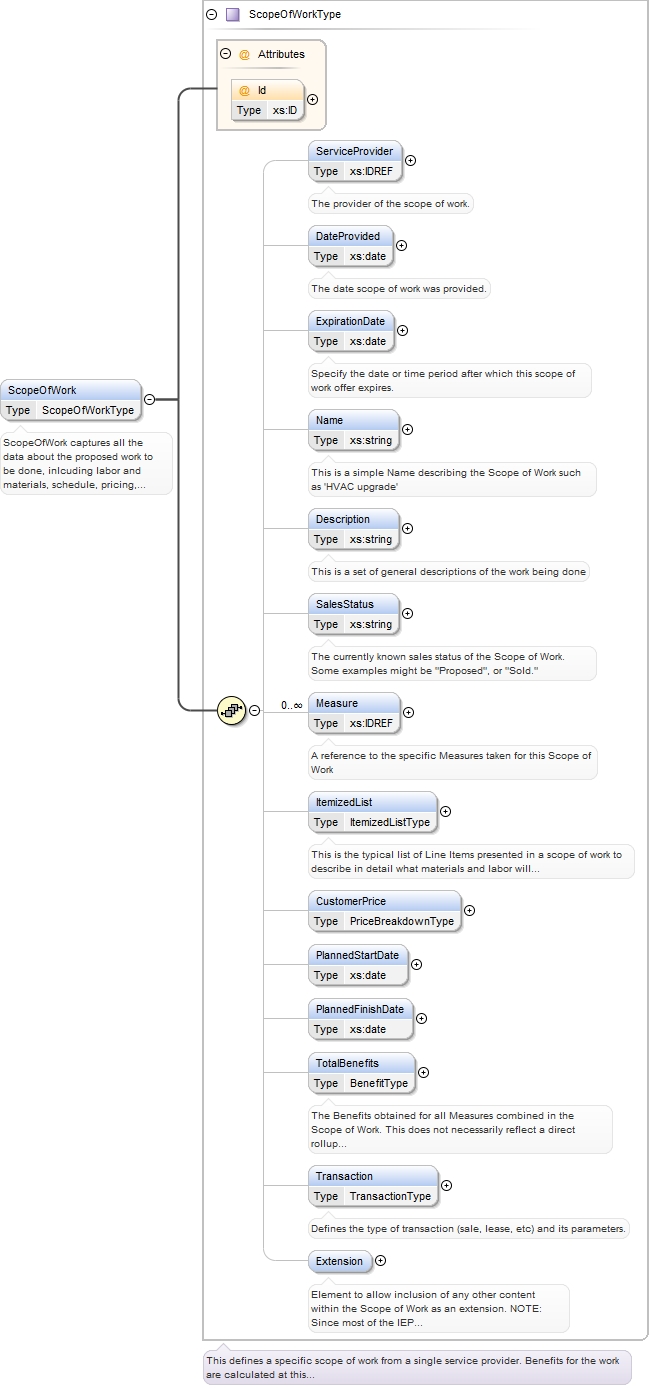 ScopeOfWorkType
@ Attributes
@ Id
Type xs:ID
ServiceProvider
Type xs:IDREF
The provider of the scope of work.
DateProvided
Type xs:date
The date scope of work was provided.
ExpirationDate
Type xs:date
Specify the date or time period after which this scope of
work offer expires.
ScopeOfWork
Type ScopeOfWorkType
ScopeOfWork captures all the
data about the proposed work to
be done, inlcuding labor and
materials, schedule, pricing,...
Name
Type xs:string
This is a simple Name describing the Scope of Work such
as 'HVAC upgrade'
Description
Type xs:string
This is a set of general descriptions of the work being done
SalesStatus
Type xs:string
The currently known sales status of the Scope of Work.
Some examples might be "Proposed", or "Sold."
0..∞
Measure
Type xs:IDREF
A reference to the specific Measures taken for this Scope of
Work
ItemizedList
Type ItemizedListType
This is the typical list of Line Items presented in a scope of work to
describe in detail what materials and labor will...
CustomerPrice
Type PriceBreakdownType
PlannedStartDate
Type xs:date
PlannedFinishDate
Type xs:date
TotalBenefits
Type BenefitType
The Benefits obtained for all Measures combined in the
Scope of Work. This does not necessarily reflect a direct
rollup...
Transaction
Type TransactionType
Defines the type of transaction (sale, lease, etc) and its parameters.
Extension
Element to allow inclusion of any other content
within the Scope of Work as an extension. NOTE:
Since most of the IEP...
This defines a specific scope of work from a single service provider. Benefits for the work
are calculated at this...